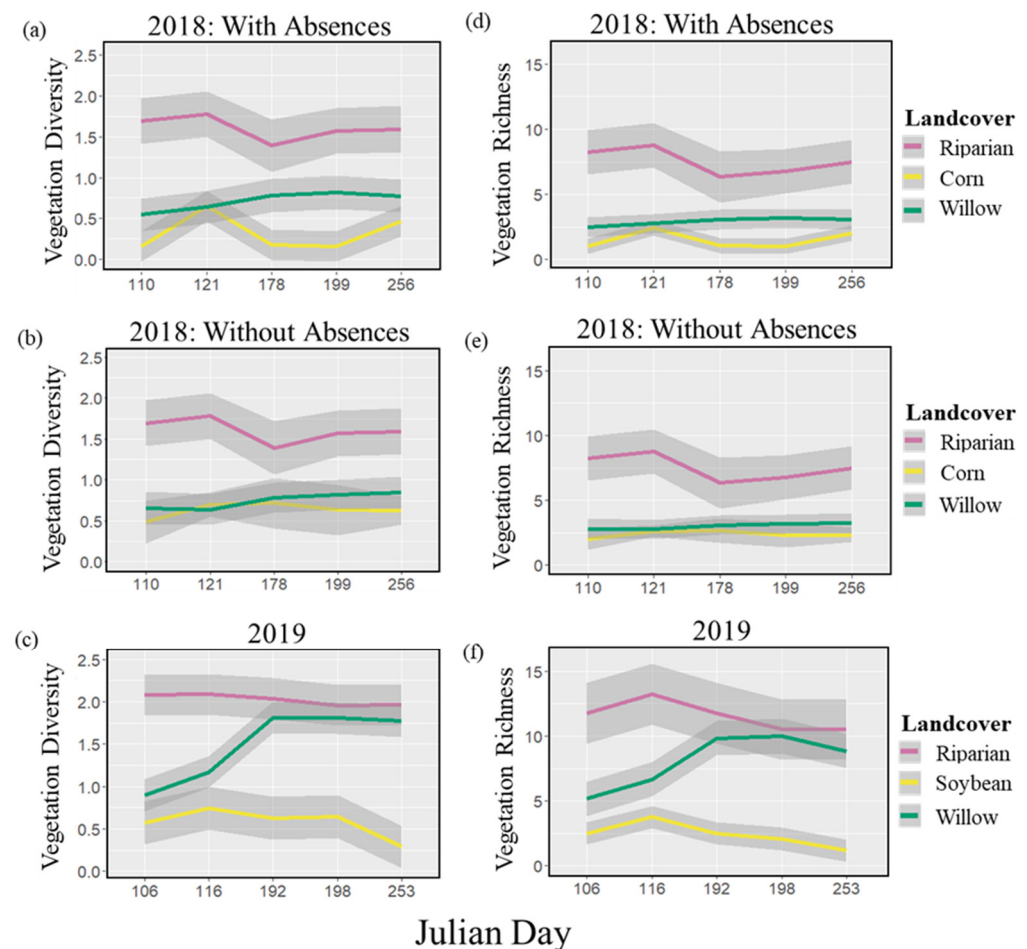 (a)
2018: With Absences
Vegetation Diversity
2.5
2.0
1.5
1.0
0.5
0.0
110 121 178 199 256
(d)
2018: With Absences
Vegetation Richness
15
10
5
0
110 121 178 199 256
Landcover
Riparian
Corn
Willow
(b)
2018: Without Absences
Vegetation Diversity
2.5
2.0
1.5
1.0
0.5
0.0
110 121 178 199 256
(e)
2018: Without Absences
Vegetation Richness
15
10
5
0
110 121 178 199 256
Landcover
Riparian
Corn
Willow
(c)
2019
Vegetation Diversity
2.5
2.0
1.5
1.0
0.5
0.0
106 116 192 198 253
(f)
2019
Vegetation Richness
15
10
5
0
106 116 192 198 253
Landcover
Riparian
Soybean
Willow
Julian Day